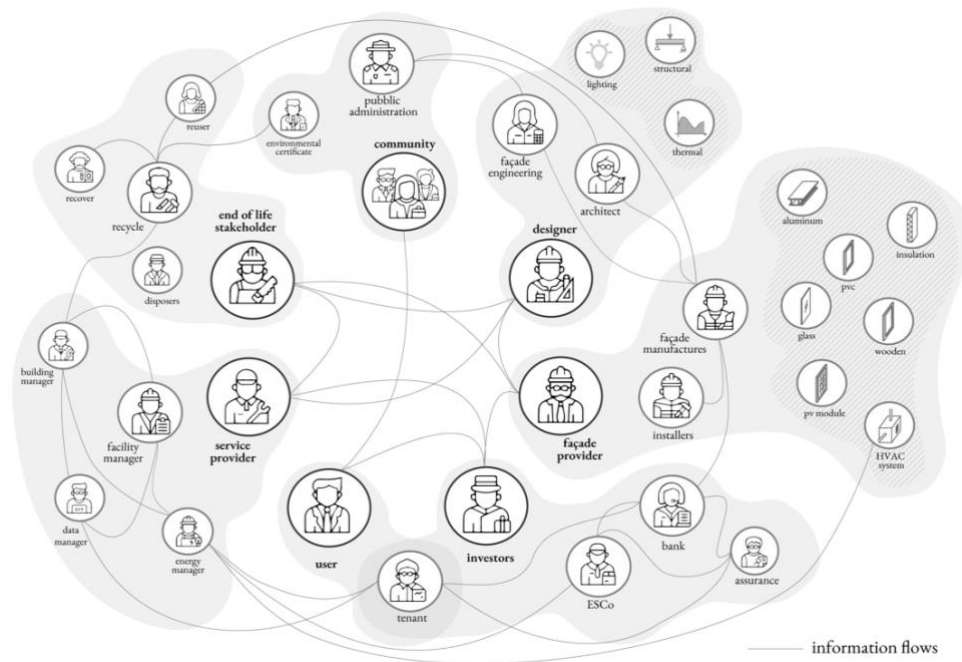 lighting
structural
thermal
pubblic
administration
reuser
environmental
certificate
façade
engineering
community
recover
recycle
architect
end of life
stakeholder
designer
aluminum
insulation
disposers
pvc
façade
manufactures
glass
wooden
building
manager
pv module
facility
manager
service
provider
façade
provider
installers
HVAC
system
data
manager
energy
manager
user
investors
bank
assurance
tenant
ESCo
information flows